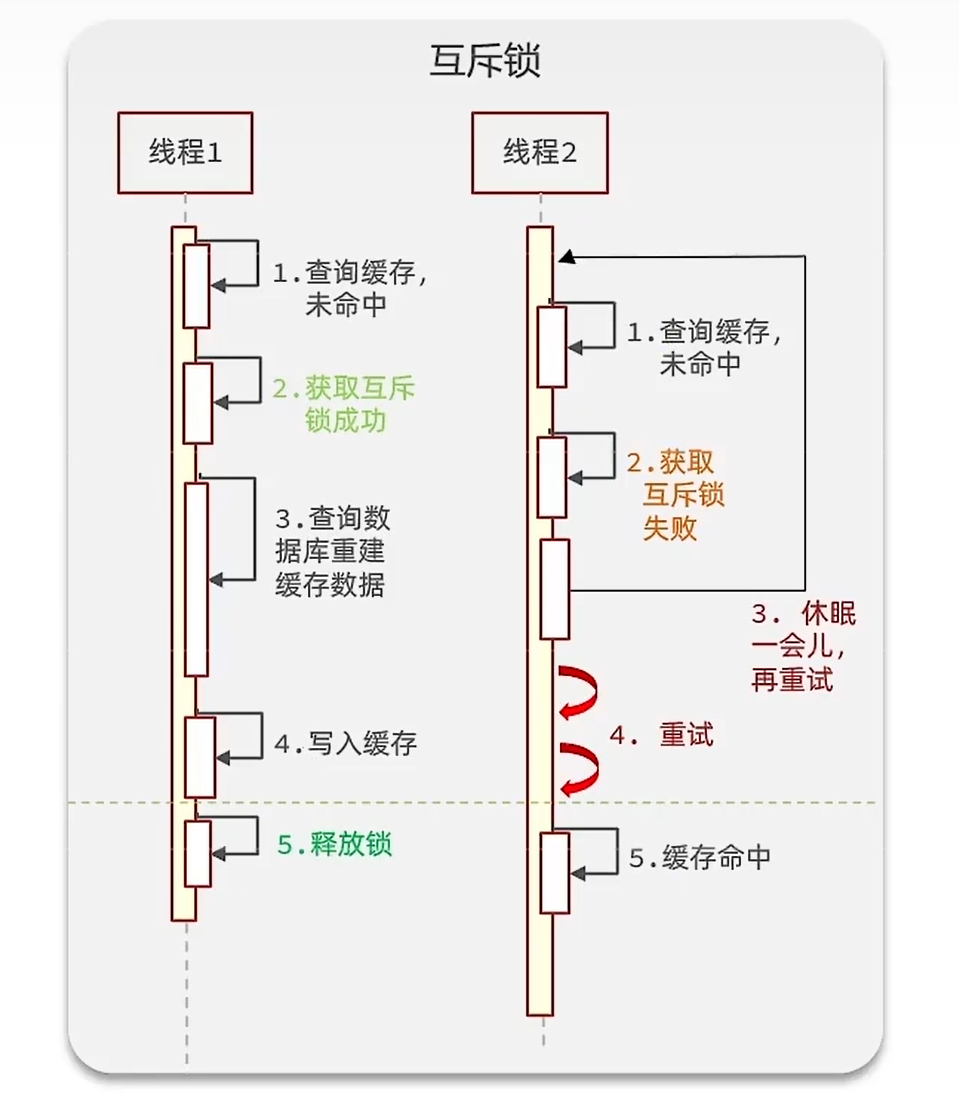 互斥锁
线程1
线程2
1.查询缓存,
未命中
2.获取互斥
锁成功
3.查询数
据库重建
缓存数据
4.写入缓存
5.释放锁
1.查询缓存,
未命中
2.获取
互斥锁
失败
3. 休眠
一会儿,
再重试
4. 重试
5.缓存命中